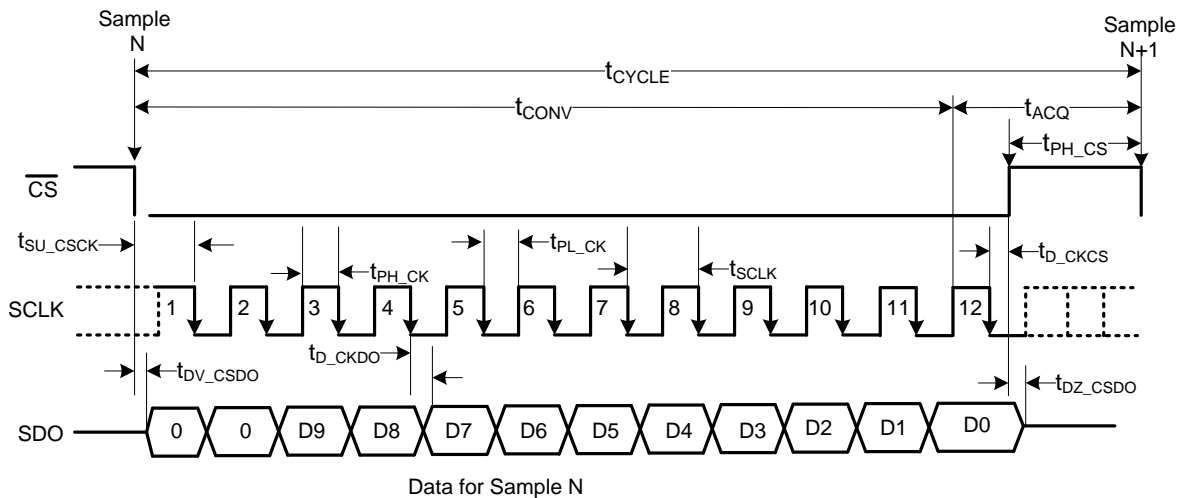 Sample
N
Sample
N+1
tCYCLE
tCONV
tACQ
tPH_CS
CS
tSU_CSCK
tPL_CK
tD_CKCS
tPH_CK
tSCLK
SCLK
1 2 3 4 5 6 7 8 9 10 11 12
tD_CKDO
tDV_CSDO
tDZ_CSDO
SDO
0 0 D9 D8 D7 D6 D5 D4 D3 D2 D1 D0
Data for Sample N